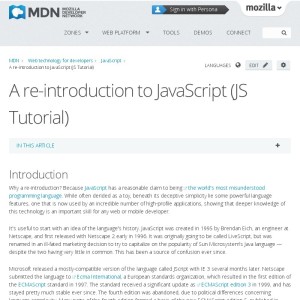 MDN MOZILLA DEVELOPER NETWORK
Sign in with Persona
mozilla
ZONES WEB PLATFORM TOOLS DEMOS CONNECT
MDN Web technology for developers JavaScript
A re-introduction to JavaScript (JS Tutorial)
LANGUAGES EDIT
A re-introduction to JavaScript (JS
Tutorial)
IN THIS ARTICLE
Introduction
Why a re-introduction? Because JavaScript has a reasonable claim to being the world's most misunderstood
programming language. While often derided as a toy, beneath its deceptive simplicity lie some powerful language
features, one that is now used by an incredible number of high-profile applications, showing that deeper knowledge of
this technology is an important skill for any web or mobile developer.
It's useful to start with an idea of the language's history. JavaScript was created in 1995 by Brendan Eich, an engineer at
Netscape, and first released with Netscape 2 early in 1996. It was originally going to be called LiveScript, but was
renamed in an ill-fated marketing decision to try to capitalize on the popularity of Sun Microsystem's Java language —
despite the two having very little in common. This has been a source of confusion ever since.
Microsoft released a mostly-compatible version of the language called JScript with IE 3 several months later. Netscape
submitted the language to Ecma International, a European standards organization, which resulted in the first edition of
the ECMAScript standard in 1997. The standard received a significant update as ECMAScript edition 3 in 1999, and has
stayed pretty much stable ever since. The fourth edition was abandoned, due to political differences concerning